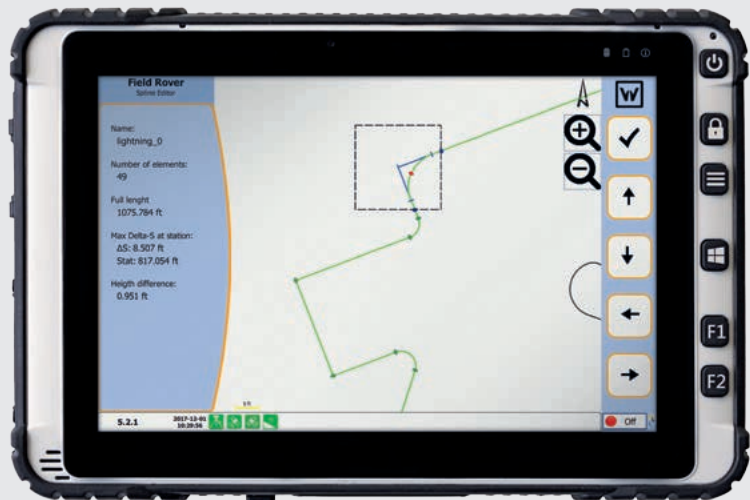 Field Rover
Spline Editor
Name:
lightning_0
Number of elements:
49
Full lenght
1075.784 ft
Max Delta-S at station:
ΔS: 8.507 ft
Stat: 817.054 ft
Heigth difference:
0.951 ft
5.2.1
2017-12-01
10:20:56
Off
F1
F2